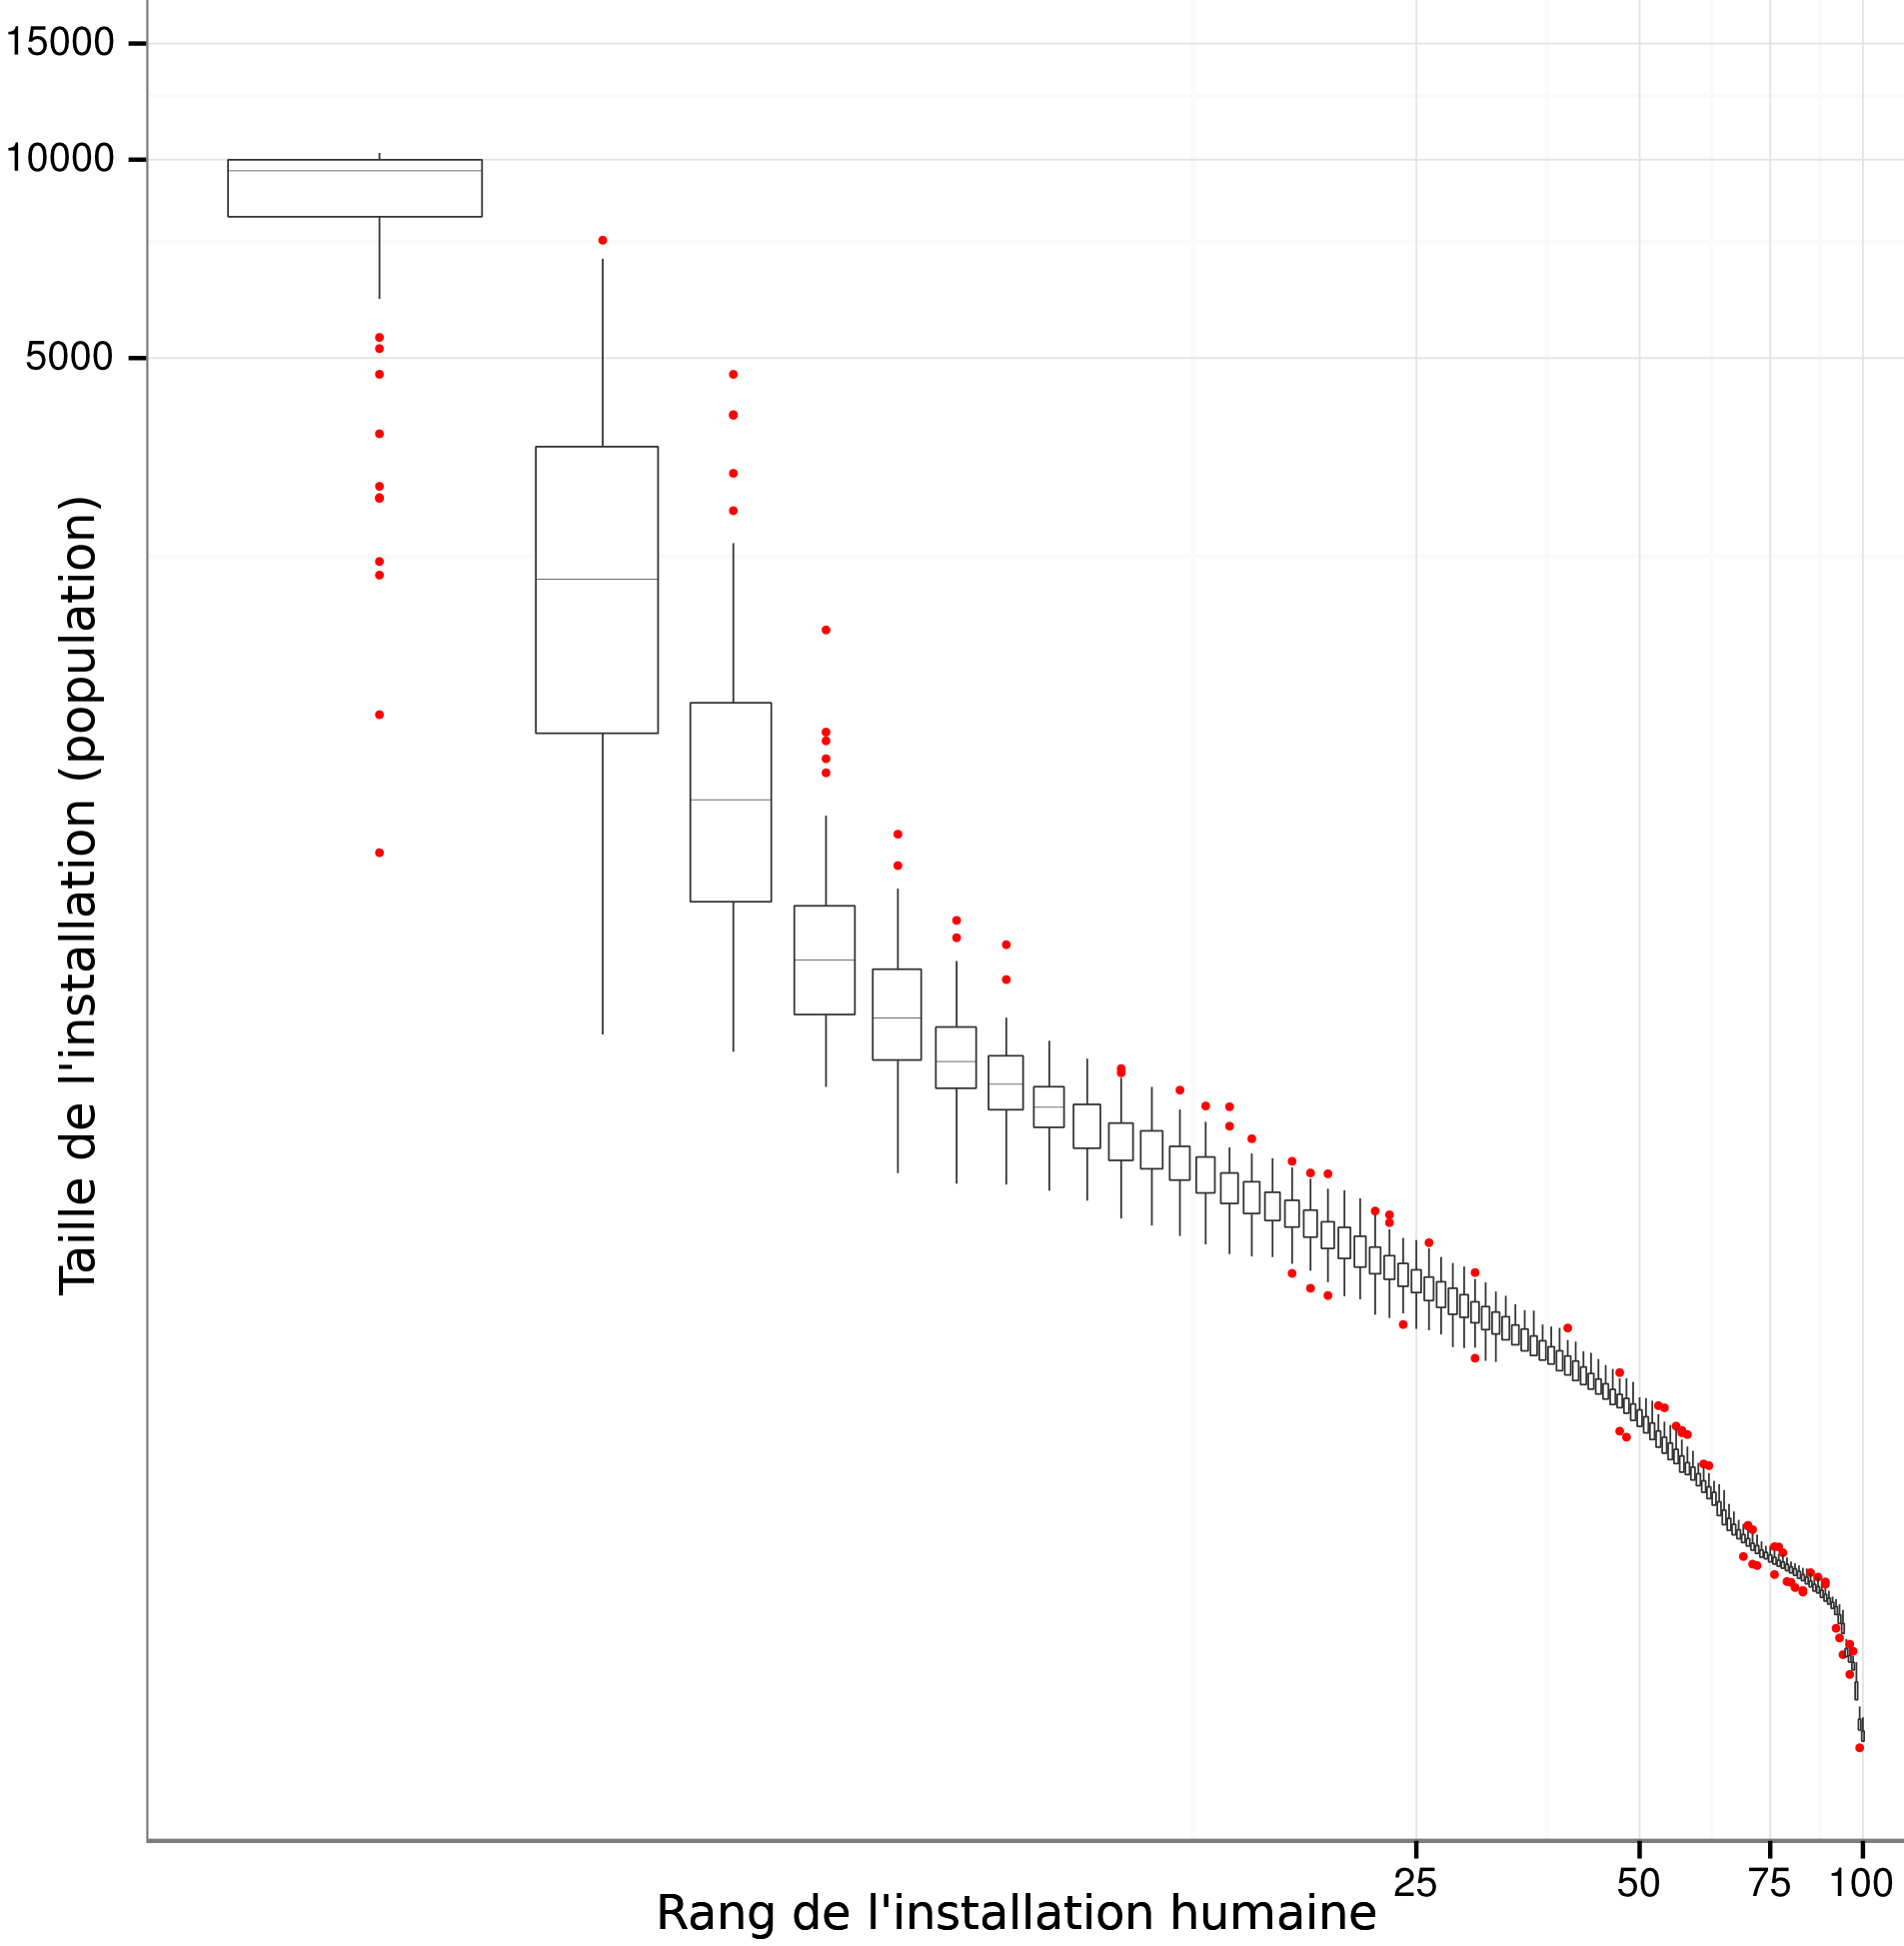 15000
10000
5000
Taille de l'installation (population)
25 50 75 100
Rang de l'installation humaine